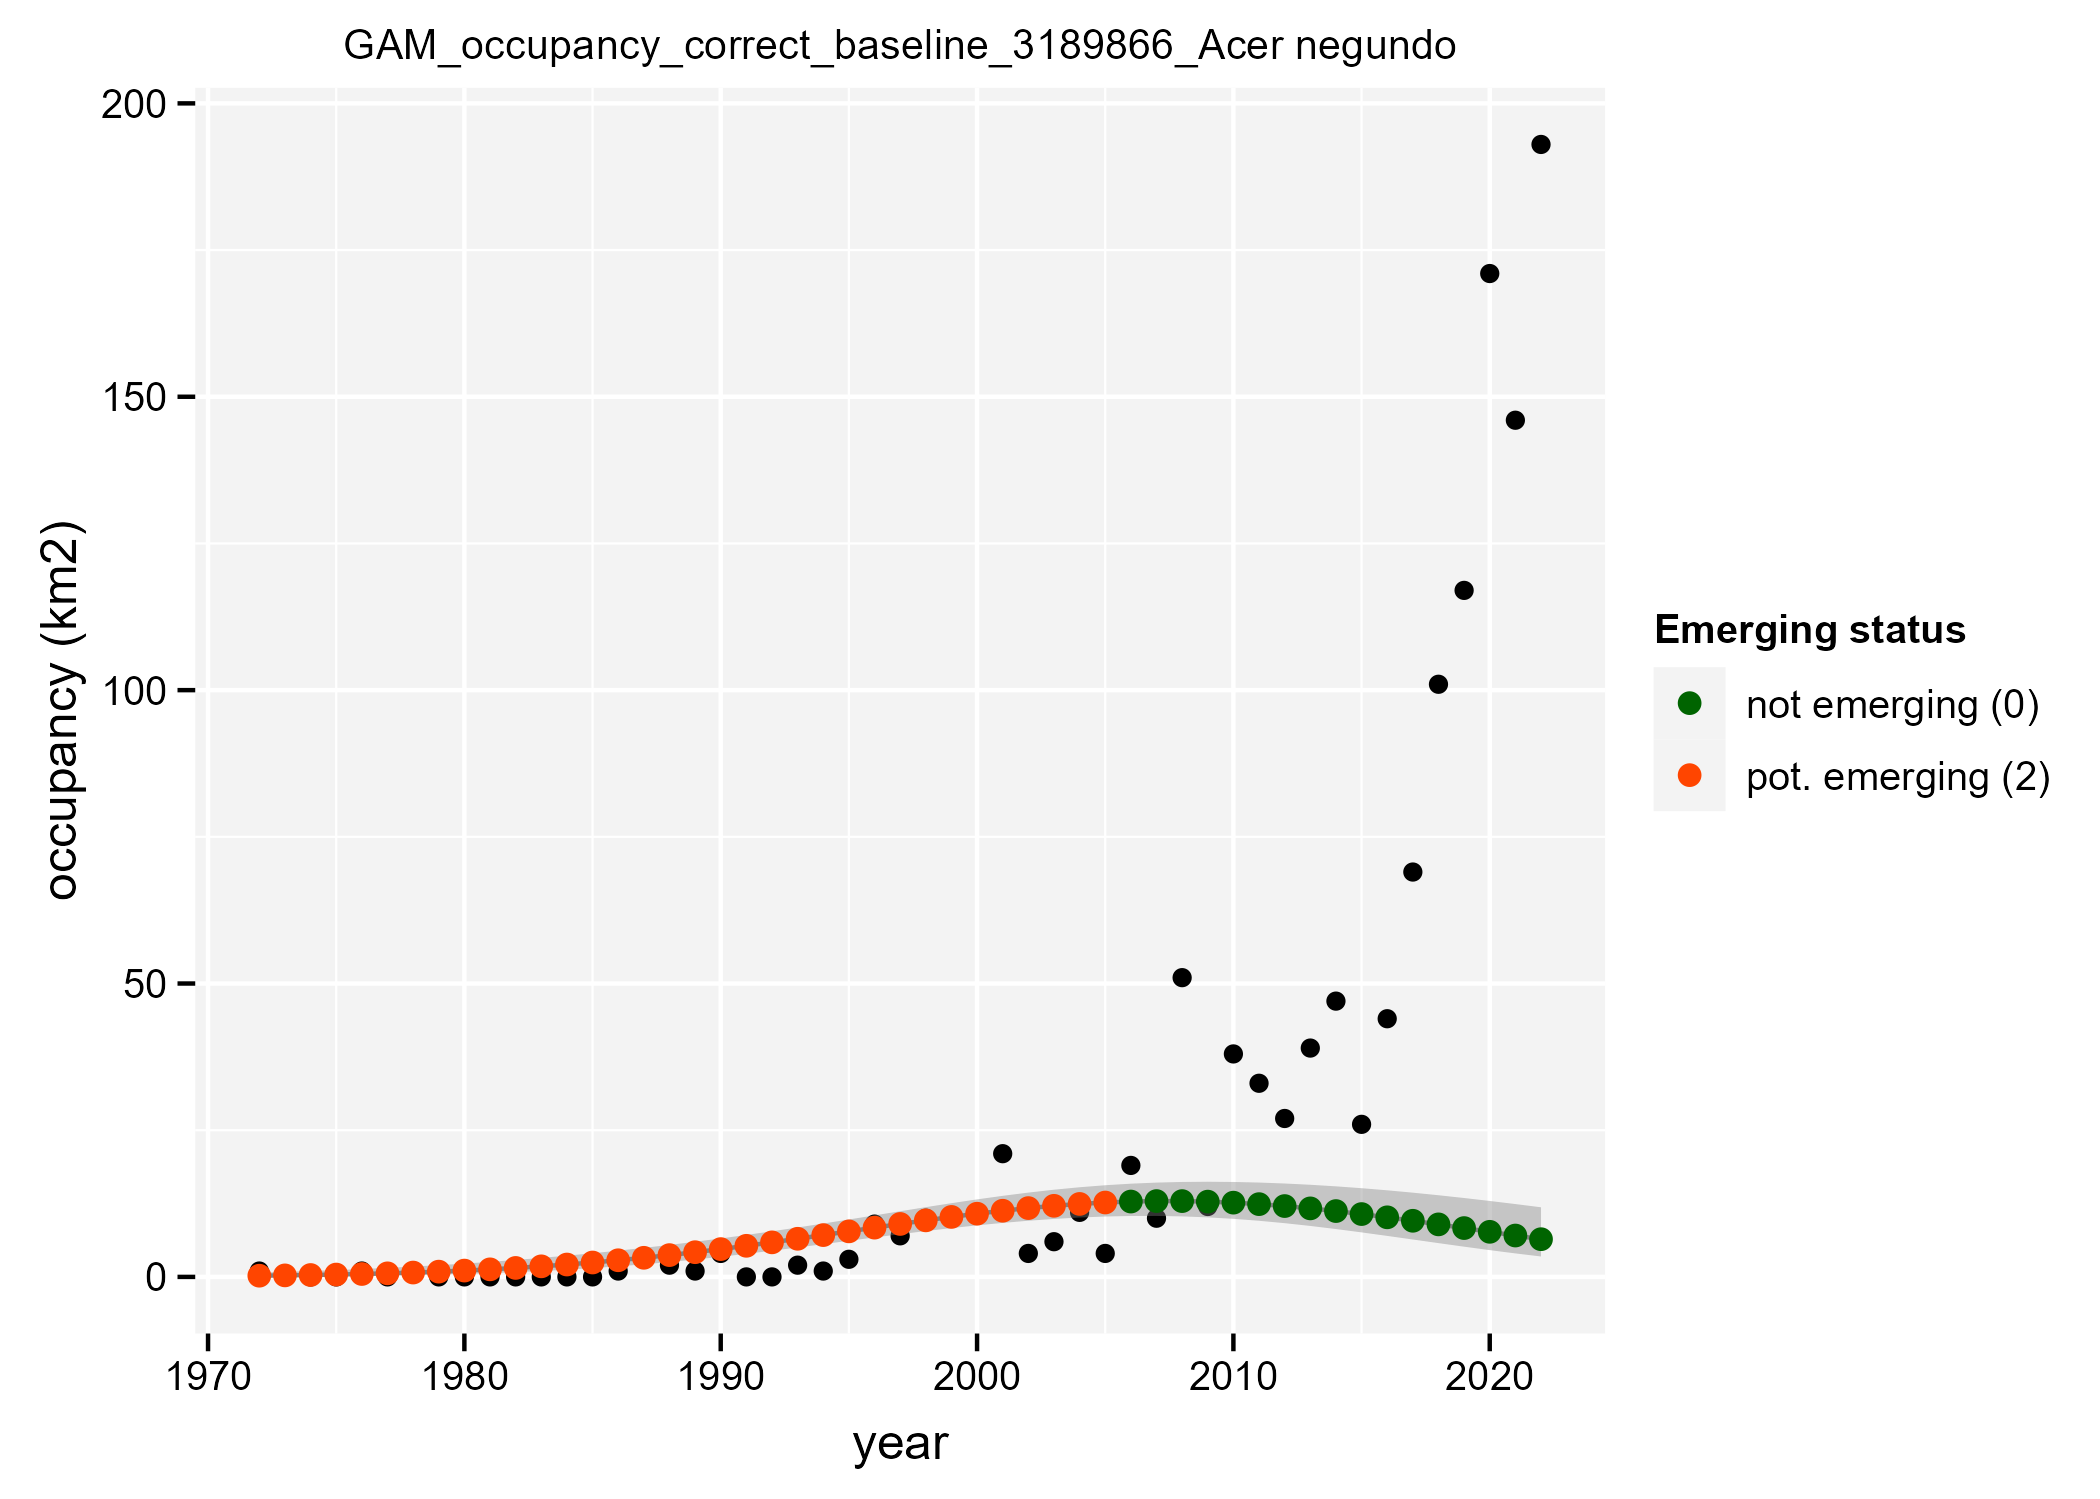 GAM_occupancy_correct_baseline_3189866_Acer negundo
200
150
100
50
0
occupancy (km2)
1970 1980 1990 2000 2010 2020
year
Emerging status
not emerging (0)
pot. emerging (2)